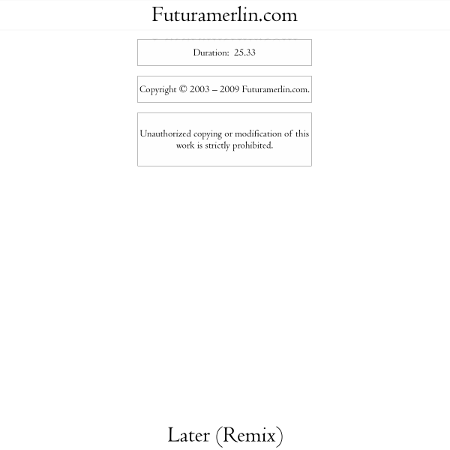 Futuramerlin.com
Duration:  25.33
Copyright © 2003 – 2009 Futuramerlin.com.
Unauthorized copying or modification of this
work is strictly prohibited.
Later (Remix)